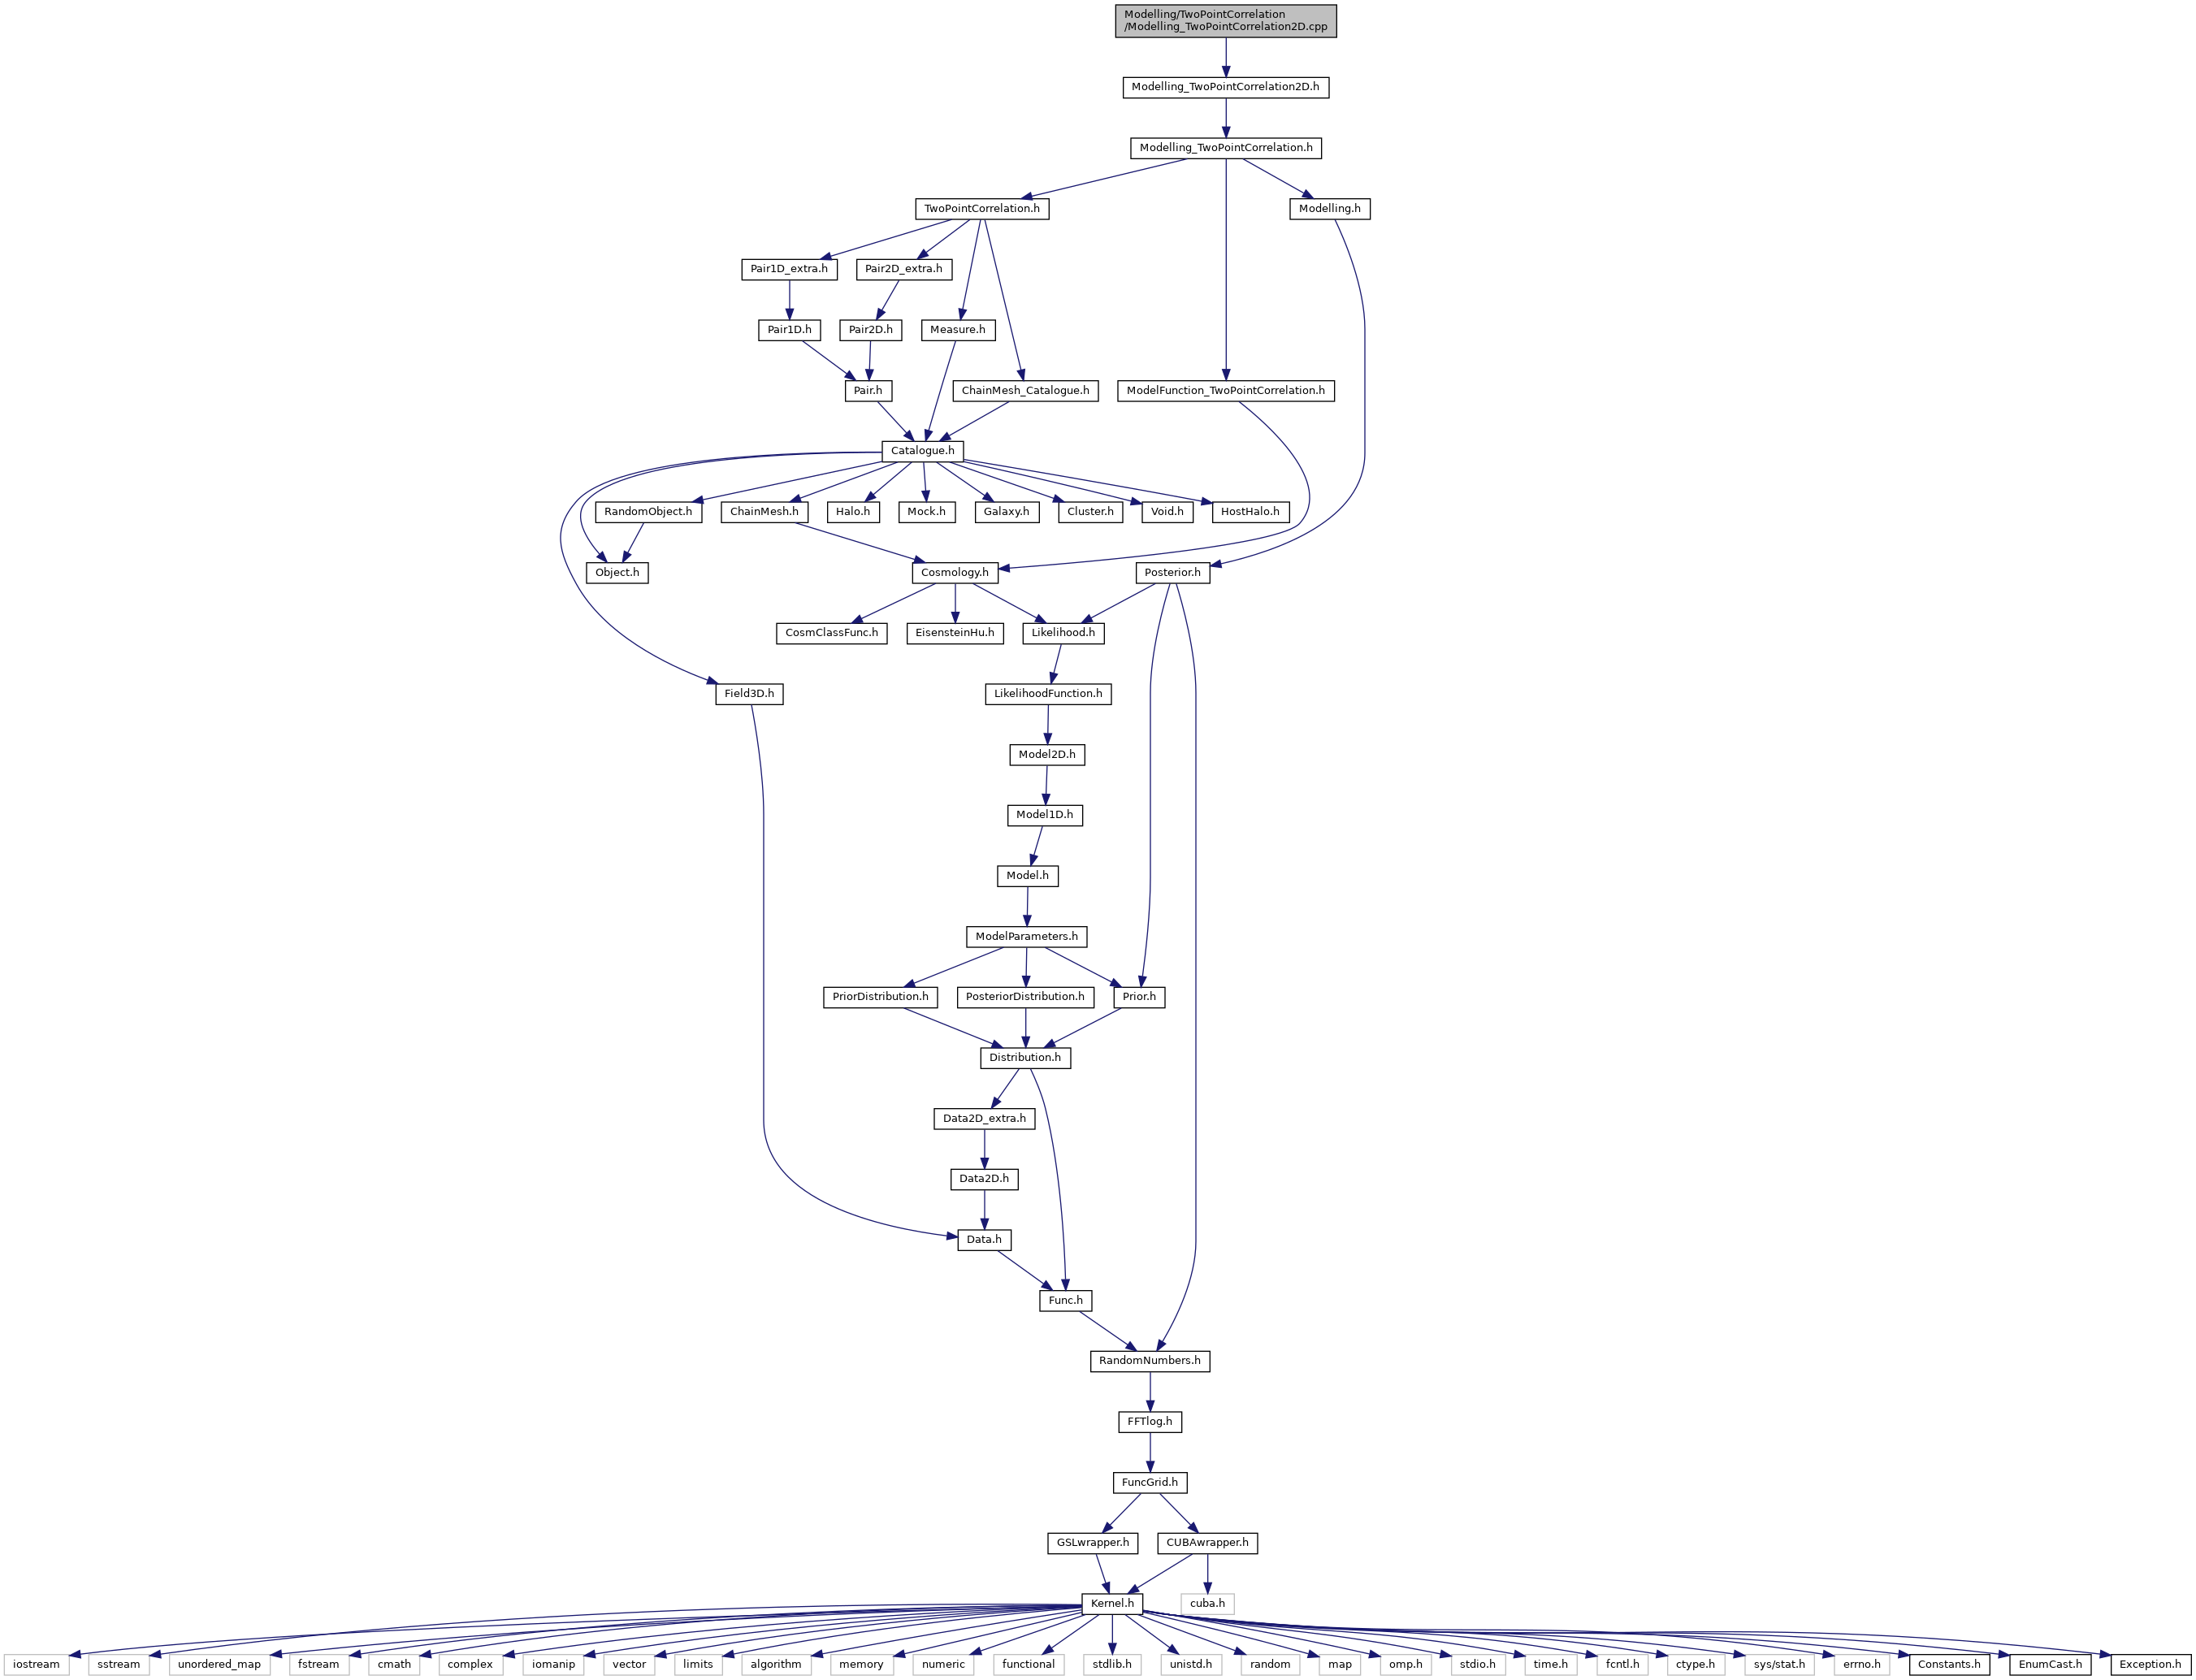 Modelling/TwoPointCorrelation
/Modelling_TwoPointCorrelation2D.cpp
Modelling_TwoPointCorrelation2D.h
Modelling_TwoPointCorrelation.h
TwoPointCorrelation.h
Modelling.h
Pair1D_extra.h
Pair2D_extra.h
Pair1D.h
Pair2D.h
Measure.h
Pair.h
ChainMesh_Catalogue.h
ModelFunction_TwoPointCorrelation.h
Catalogue.h
RandomObject.h
ChainMesh.h
Halo.h
Mock.h
Galaxy.h
Cluster.h
Void.h
HostHalo.h
Object.h
Cosmology.h
Posterior.h
CosmClassFunc.h
EisensteinHu.h
Likelihood.h
Field3D.h
LikelihoodFunction.h
Model2D.h
Model1D.h
Model.h
ModelParameters.h
PriorDistribution.h
PosteriorDistribution.h
Prior.h
Distribution.h
Data2D_extra.h
Data2D.h
Data.h
Func.h
RandomNumbers.h
FFTlog.h
FuncGrid.h
GSLwrapper.h
CUBAwrapper.h
Kernel.h
cuba.h
iostream
sstream
unordered_map
fstream
cmath
complex
iomanip
vector
limits
algorithm
memory
numeric
functional
stdlib.h
unistd.h
random
map
omp.h
stdio.h
time.h
fcntl.h
ctype.h
sys/stat.h
errno.h
Constants.h
EnumCast.h
Exception.h